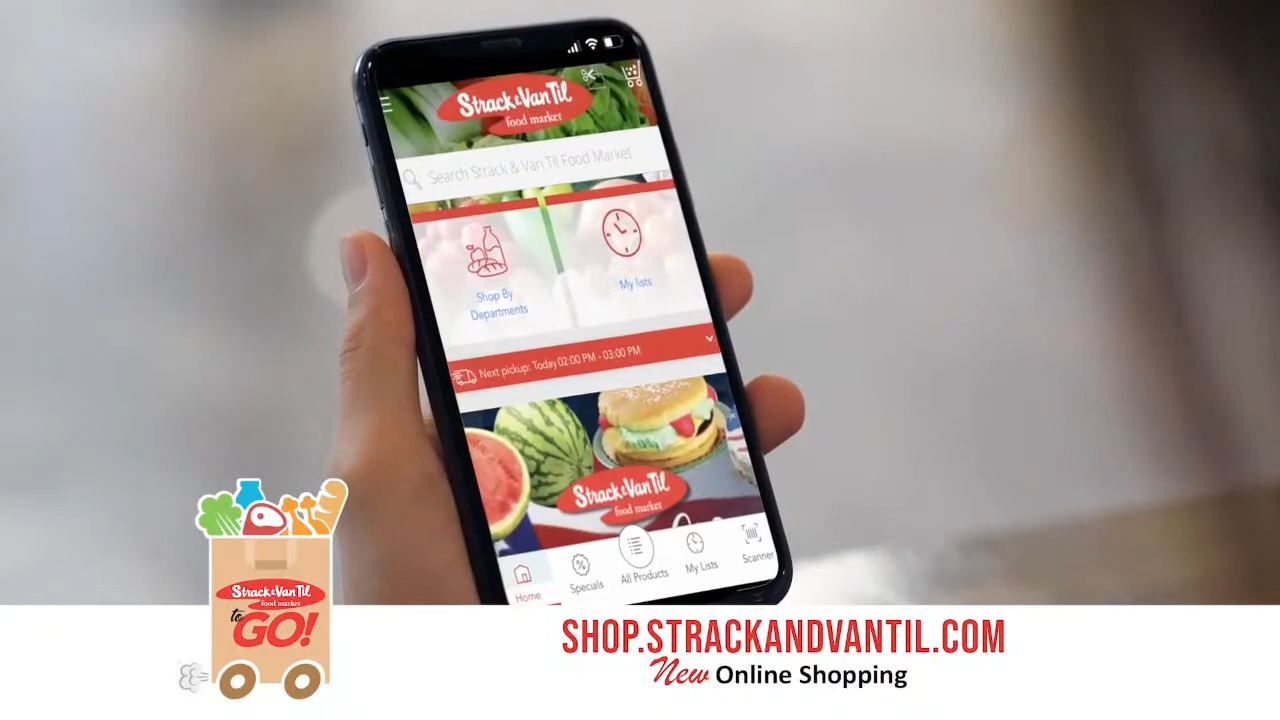 Strack & Van Til
food market
Search Strack & Van Til Food Market
Shop By
Departments
My lists
Next pickup: Today 02:00 PM - 03:00 PM
Strack & Van Til
food market
Home
Specials
All Products
My Lists
Scanner
Strack & Van Til
food market
to
GO!
SHOP.STRACKANDVANTIL.COM
New Online Shopping